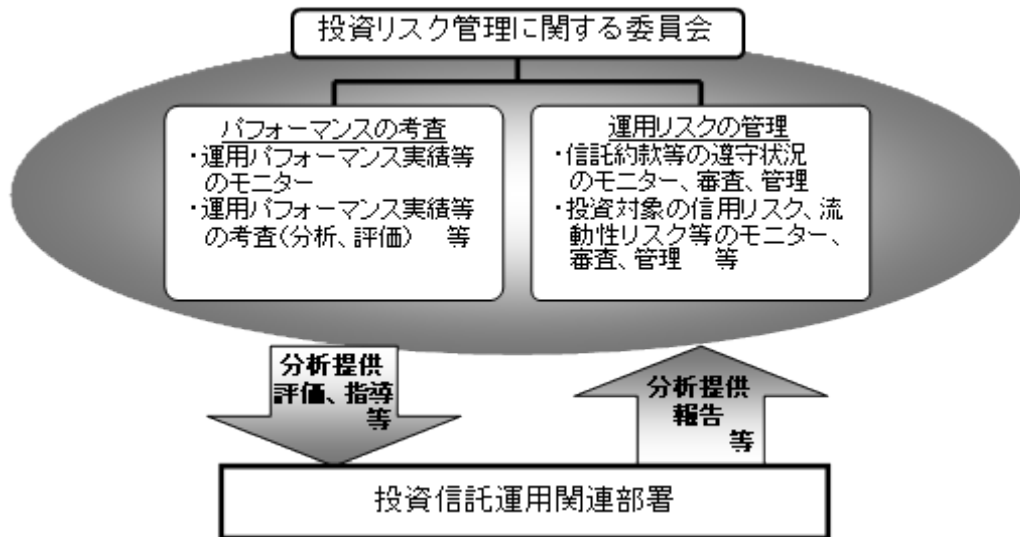 投資リスク管理に関する委員会
パフォーマンスの考査
・運用パフォーマンス実績等
のモニター
・運用パフォーマンス実績等
の考査(分析、評価)　等
運用リスクの管理
・信託約款等の遵守状況
のモニター、審査、管理
・投資対象の信用リスク、流
動性リスク等のモニター、
審査、管理　等
分析提供
評価、指導
等
分析提供
報告
等
投資信託運用関連部署